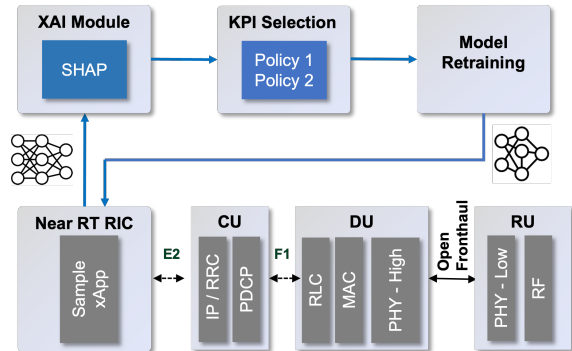 XAI Module
SHAP
KPI Selection
Policy 1
Policy 2
Model
Retraining
Near RT RIC
Sample
xApp
E2
CU
IP / RRC
PDCP
F1
DU
RLC
MAC
PHY - High
Open
Fronthaul
RU
PHY - Low
RF